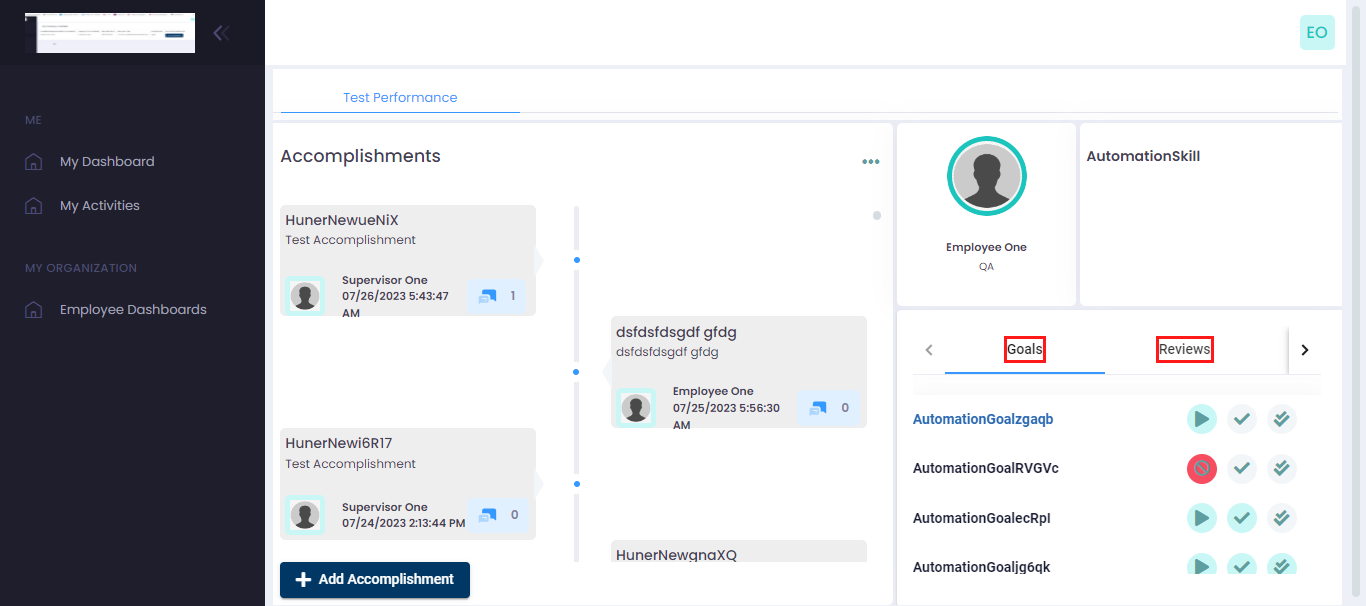 EO
ME
My Dashboard
My Activities
MY ORGANIZATION
Employee Dashboards
Test Performance
Accomplishments
HunerNewueNiX
Test Accomplishment
Supervisor One
07/26/2023 5:43:47
AM
1
dsfdsfdsgdf gfdg
dsfdsfdsgdf gfdg
Employee One
07/25/2023 5:56:30
AM
0
HunerNewi6R17
Test Accomplishment
Supervisor One
07/24/2023 2:13:44 PM
0
HunerNewgnaXQ
Add Accomplishment
Employee One
QA
AutomationSkill
Goals
Reviews
AutomationGoalzgaqb
AutomationGoalRVGVc
AutomationGoalecRpI
AutomationGoaljg6qk